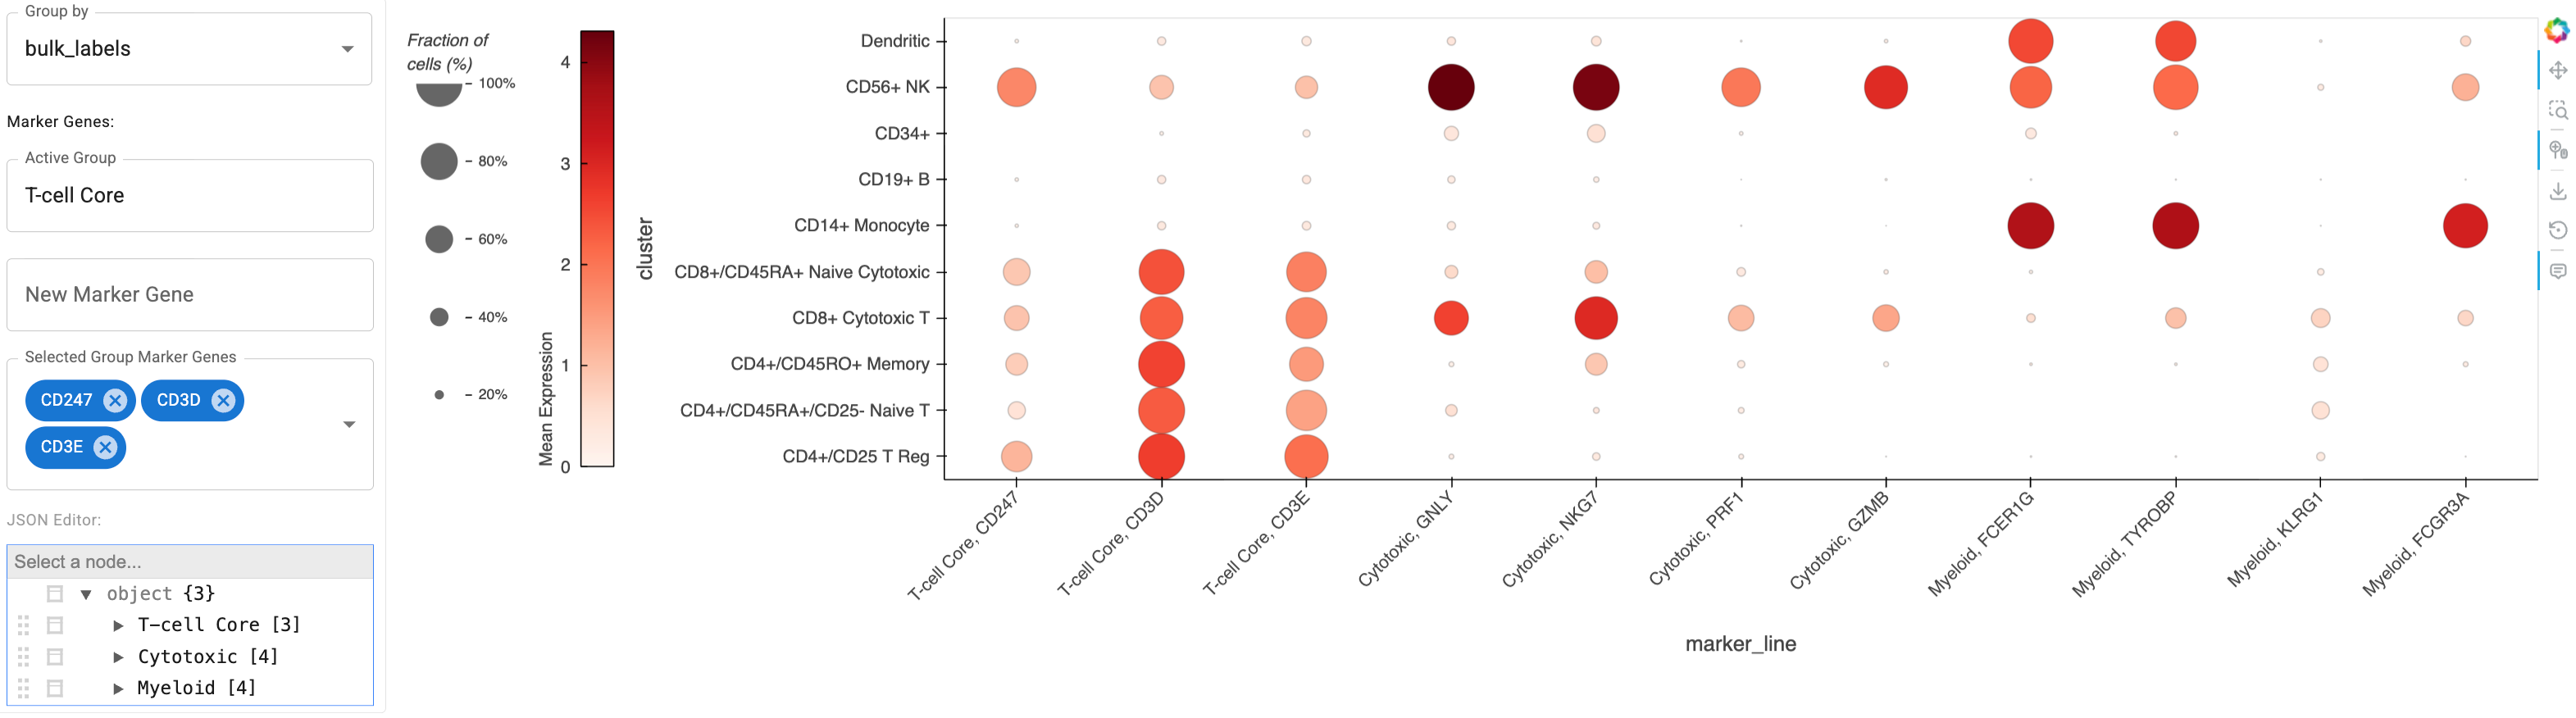 Group by
bulk_labels
Marker Genes:
Active Group
T-cell Core
New Marker Gene
Selected Group Marker Genes
CD247
CD3D
CD3E
JSON Editor:
Select a node...
object {3}
T-cell Core [3]
Cytotoxic [4]
Myeloid [4]
Fraction of
cells (%)
100%
80%
60%
40%
20%
4
3
2
1
0
Mean Expression
cluster
Dendritic
CD56+ NK
CD34+
CD19+ B
CD14+ Monocyte
CD8+/CD45RA+ Naive Cytotoxic
CD8+ Cytotoxic T
CD4+/CD45RO+ Memory
CD4+/CD45RA+/CD25- Naive T
CD4+/CD25 T Reg
T-cell Core, CD247
T-cell Core, CD3D
T-cell Core, CD3E
Cytotoxic, GNLY
Cytotoxic, NKG7
Cytotoxic, PRF1
Cytotoxic, GZMB
Myeloid, FCER1G
Myeloid, TYROBP
Myeloid, KLRG1
Myeloid, FCGR3A
marker_line